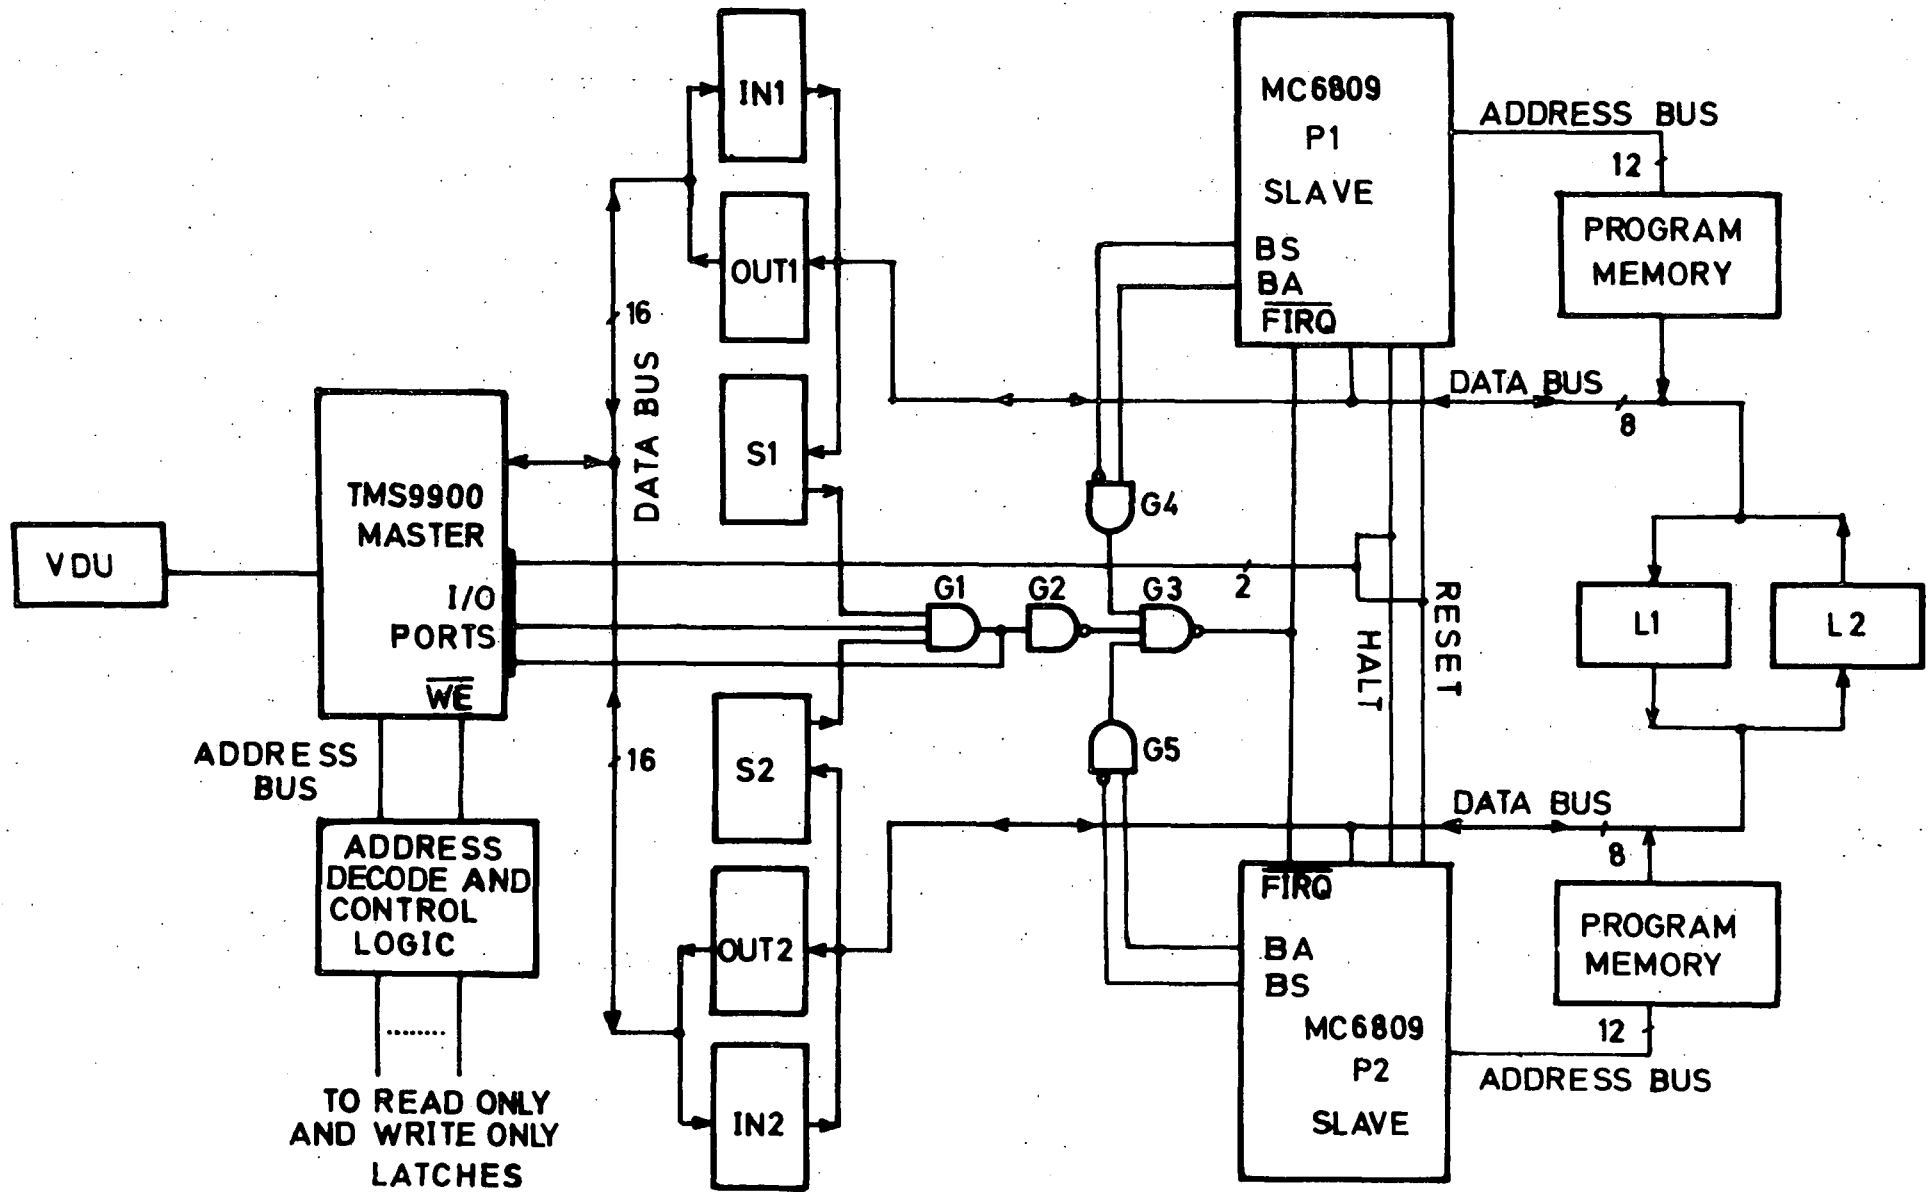 IN1
MC6809
P1
SLAVE
BS
BA
FIRQ
ADDRESS BUS
12
PROGRAM
MEMORY
OUT1
16
DATA BUS
DATA BUS
8
S1
TMS9900
MASTER
I/O
PORTS
WE
VDU
G4
G1
G2
G3
2
HALT
RESET
L1
L2
ADDRESS
BUS
16
S2
G5
DATA BUS
8
ADDRESS
DECODE AND
CONTROL
LOGIC
OUT2
FIRQ
BA
BS
MC6809
P2
SLAVE
PROGRAM
MEMORY
12
ADDRESS BUS
IN2
TO READ ONLY
AND WRITE ONLY
LATCHES